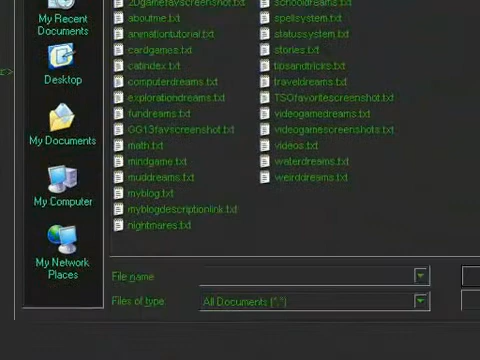 My Recent
Documents
Desktop
My Documents
My Computer
My Network
Places
aboutme.txt
cardgames.txt
catindex.txt
computerdreams.txt
explorationdreams.txt
fundreams.txt
GG13favscreenshot.txt
math.txt
mindgame.txt
muddreams.txt
myblog.txt
myblogdescriptionlink.txt
nightmares.txt
schooldreams.txt
spellsystem.txt
statussystem.txt
stories.txt
tipsandtricks.txt
traveldreams.txt
TSOfavoritescreenshot.txt
videogamedreams.txt
videogamescreenshots.txt
videos.txt
waterdreams.txt
weirddreams.txt
File name:
Files of type:
All Documents (*.*)